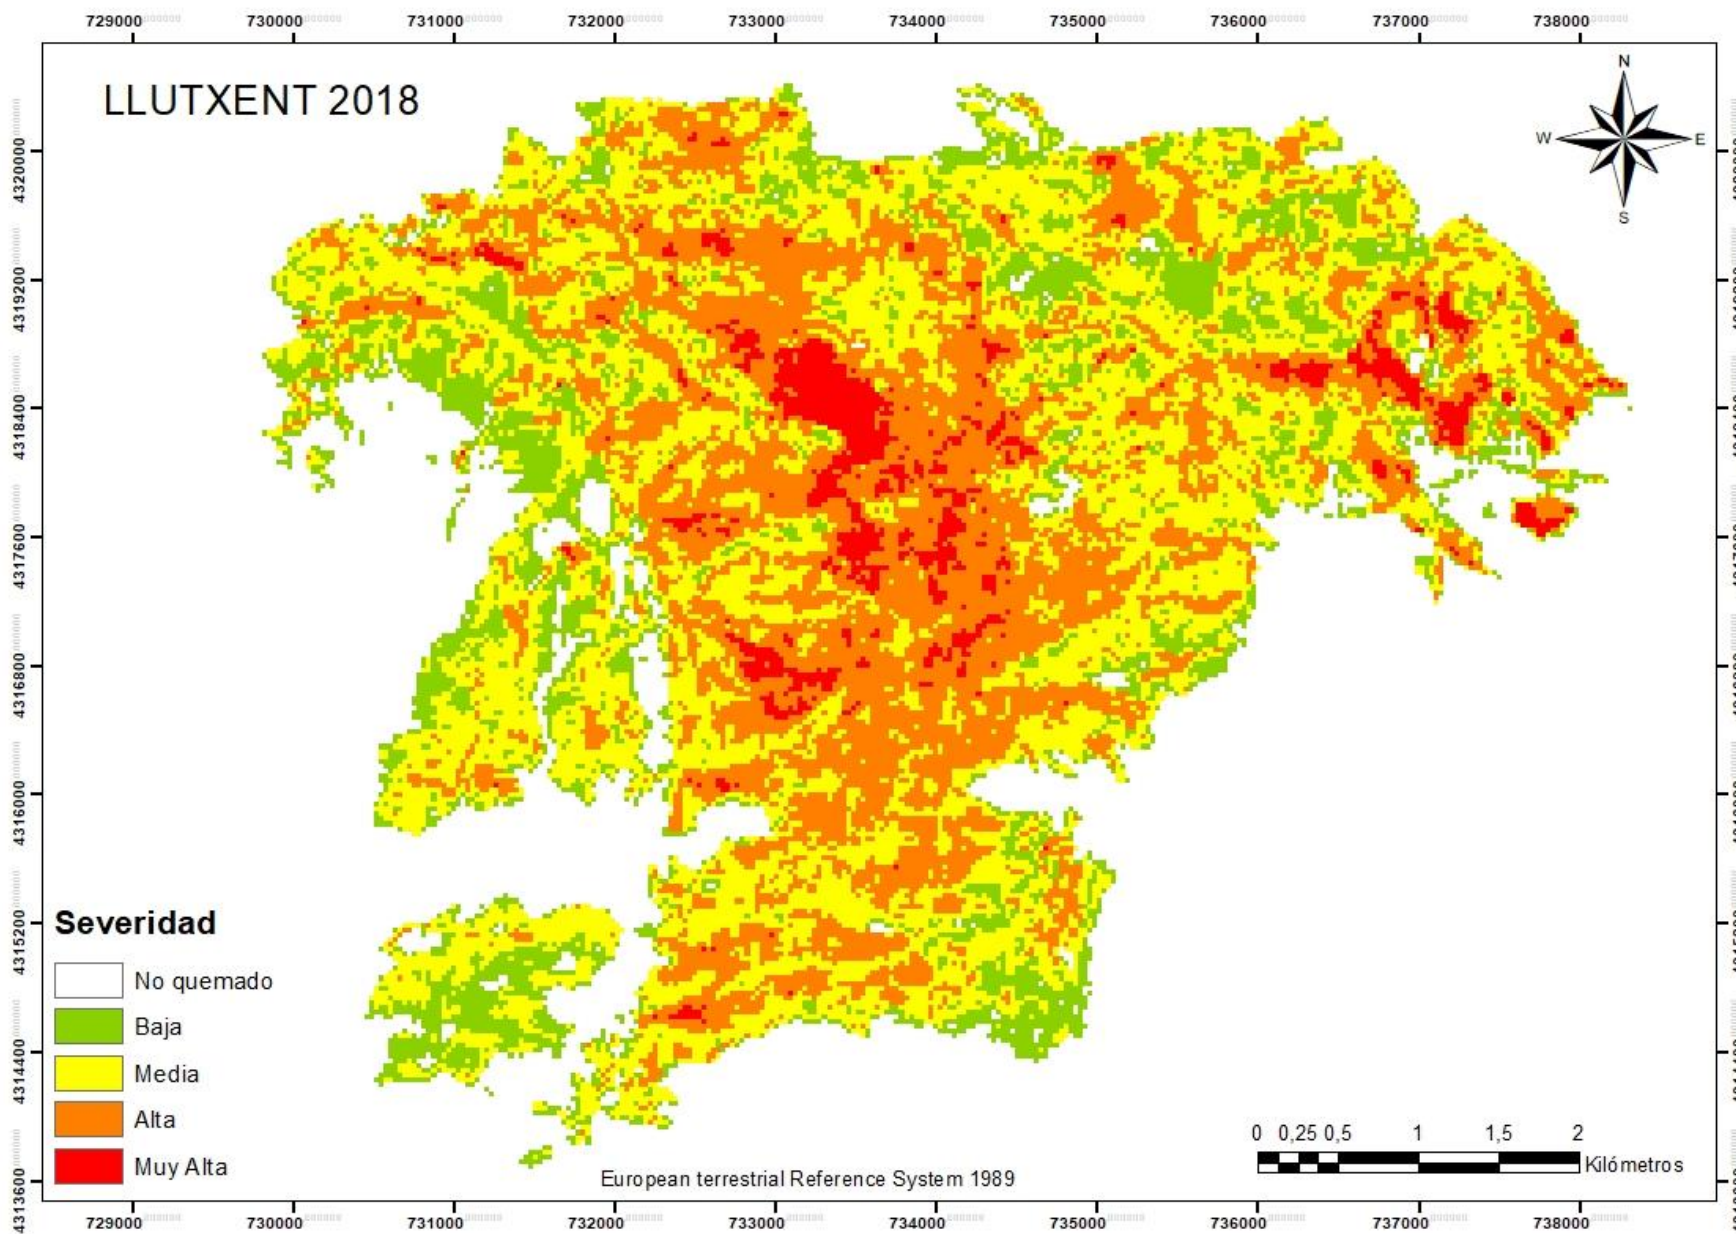 729000 730000 731000 732000 733000 734000 735000 736000 737000 738000
LLUTXENT 2018
N
W E
S
4320000
4319200
4318400
4317600
4316800
4316000
4315200
4314400
4313600
Severidad
No quemado
Baja
Media
Alta
Muy Alta
European terrestrial Reference System 1989
0 0,25 0,5 1 1,5 2
Kilómetros
729000 730000 731000 732000 733000 734000 735000 736000 737000 738000